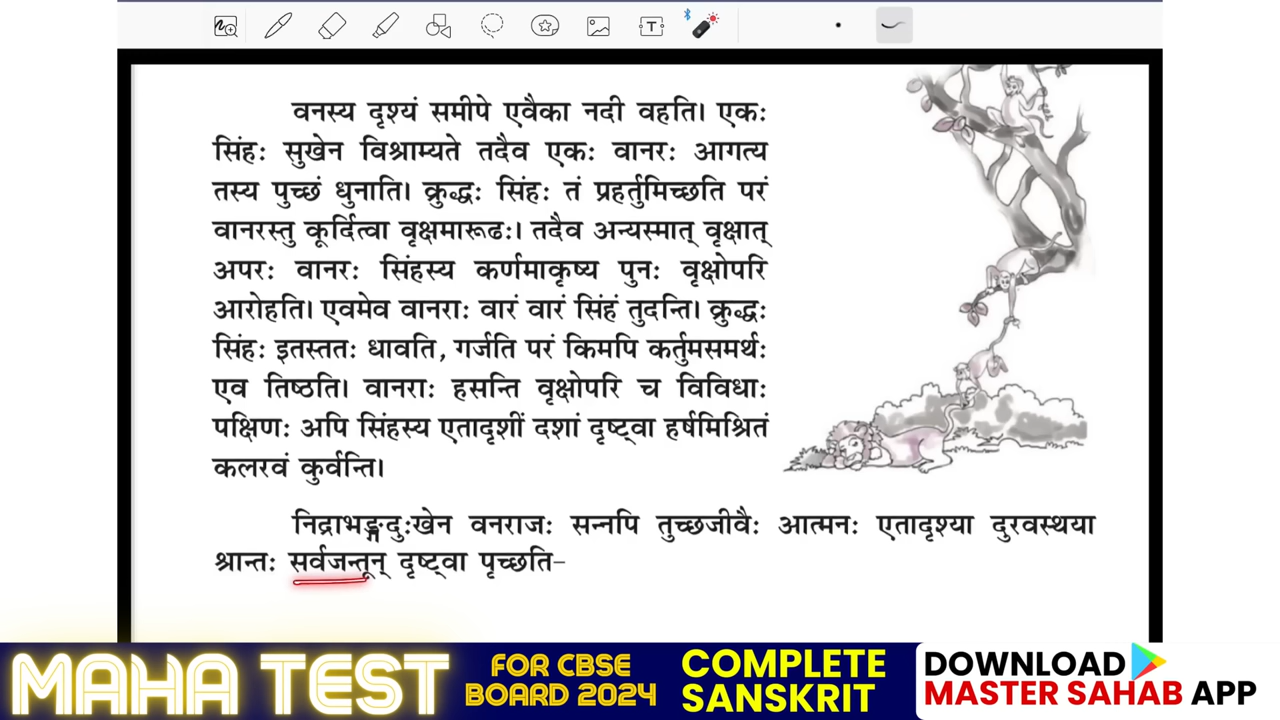 वनस्य दृश्यं समीपे एवैका नदी वहति। एकः
सिंहः सुखेन विश्राम्यते तदैव एकः वानरः आगत्य
तस्य पुच्छं धुनाति। क्रुद्धः सिंहः तं प्रहर्तुमिच्छति परं
वानरस्तु कूर्दित्वा वृक्षमारूढः। तदैव अन्यस्मात् वृक्षात्
अपरः वानरः सिंहस्य कर्णमाकृष्य पुनः वृक्षोपरि
आरोहति। एवमेव वानराः वारं वारं सिंहं तुदन्ति। क्रुद्धः
सिंहः इतस्ततः धावति, गर्जति परं किमपि कर्तुमसमर्थः
एव तिष्ठति। वानराः हसन्ति वृक्षोपरि च विविधाः
पक्षिणः अपि सिंहस्य एतादृशीं दशां दृष्ट्वा हर्षमिश्रितं
कलरवं कुर्वन्ति।
निद्राभङ्गदुःखेन वनराजः सन्नपि तुच्छजीवैः आत्मनः एतादृश्या दुरवस्थया
श्रान्तः सर्वजन्तून् दृष्ट्वा पृच्छति-
MAHA TEST
FOR CBSE
BOARD 2024
COMPLETE
SANSKRIT
DOWNLOAD
MASTER SAHAB APP